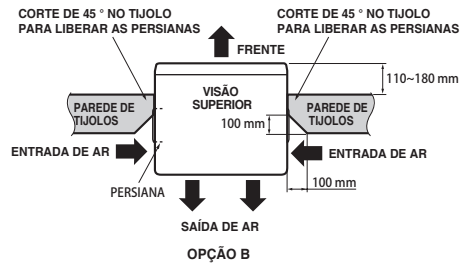 CORTE DE 45 ° NO TIJOLO
PARA LIBERAR AS PERSIANAS
CORTE DE 45 ° NO TIJOLO
PARA LIBERAR AS PERSIANAS
FRENTE
110~180 mm
VISÃO
SUPERIOR
PAREDE DE
TIJOLOS
PAREDE DE
TIJOLOS
100 mm
ENTRADA DE AR
ENTRADA DE AR
PERSIANA
100 mm
SAÍDA DE AR
OPÇÃO B